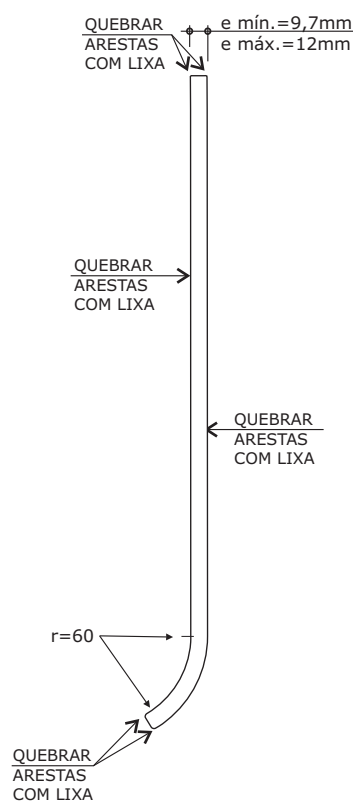 QUEBRAR
ARESTAS
COM LIXA
e mín.=9,7mm
e máx.=12mm
QUEBRAR
ARESTAS
COM LIXA
QUEBRAR
ARESTAS
COM LIXA
r=60
QUEBRAR
ARESTAS
COM LIXA